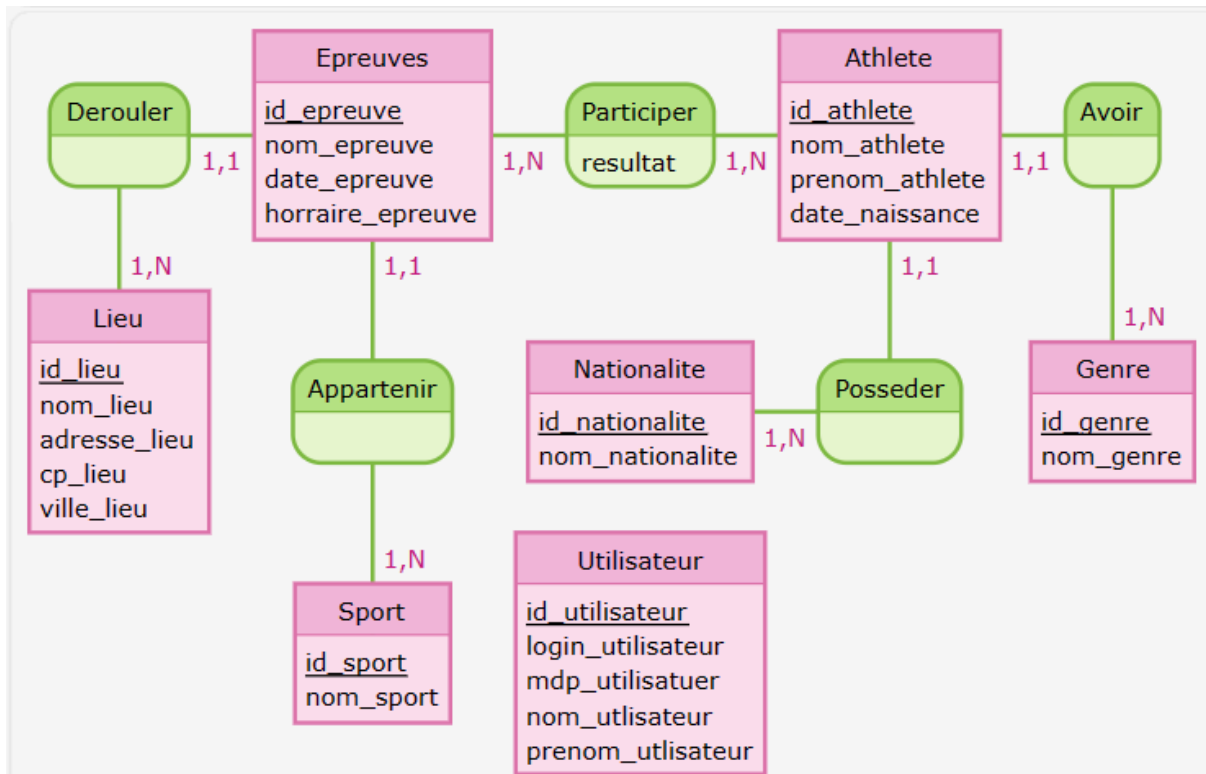 Epreuves
id_epreuve
nom_epreuve
date_epreuve
horraire_epreuve
Athlete
id_athlete
nom_athlete
prenom_athlete
date_naissance
Derouler
1,1
1,N
Participer
resultat
1,N
1,N
Avoir
1,1
1,N
1,1
1,1
1,N
Lieu
id_lieu
nom_lieu
adresse_lieu
cp_lieu
ville_lieu
Appartenir
1,N
Nationalite
id_nationalite
nom_nationalite
1,N
Posseder
Genre
id_genre
nom_genre
Sport
id_sport
nom_sport
Utilisateur
id_utilisateur
login_utilisateur
mdp_utilisatuer
nom_utlisateur
prenom_utlisateur